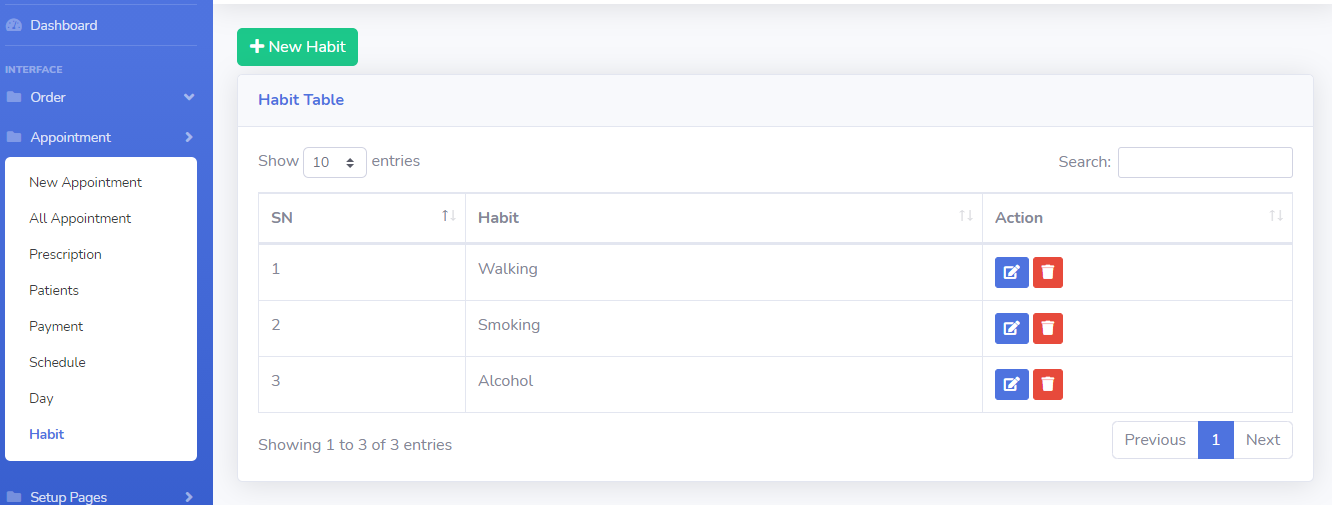 Dashboard
INTERFACE
Order
Appointment
New Appointment
All Appointment
Prescription
Patients
Payment
Schedule
Day
Habit
Setup Pages
New Habit
Habit Table
Show 10 entries
Search:
SN Habit Action
1 Walking
2 Smoking
3 Alcohol
Showing 1 to 3 of 3 entries
Previous 1 Next